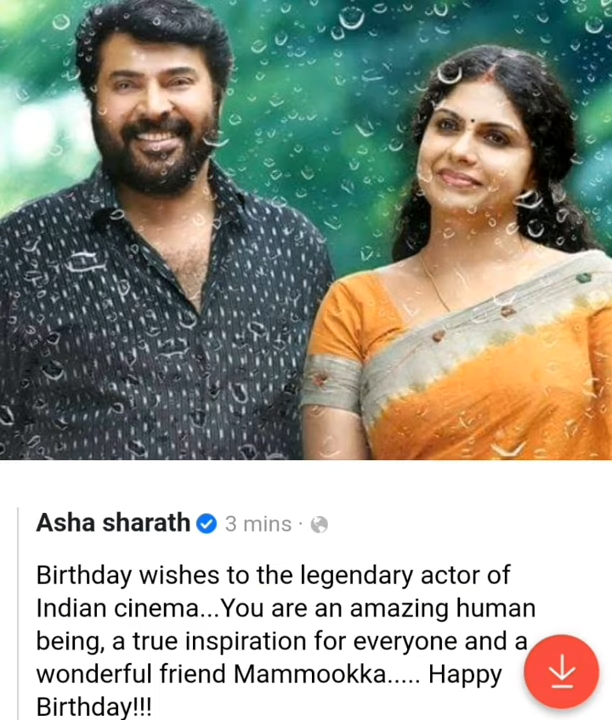 Asha sharath 3 mins ·
Birthday wishes to the legendary actor of
Indian cinema...You are an amazing human
being, a true inspiration for everyone and a
wonderful friend Mammookka..... Happy
Birthday!!!